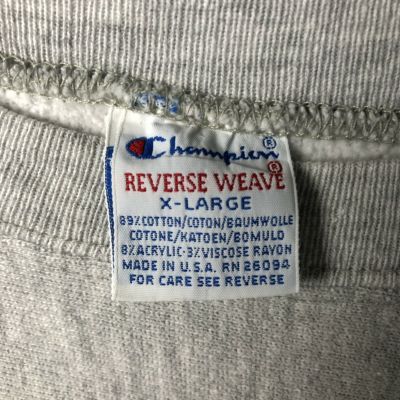 Champion®
REVERSE WEAVE®
X-LARGE
89%COTTON/COTON/BAUMWOLLE
COTONE/KATOEN/BOMULD
8%ACRYLIC·3%VISCOSE RAYON
MADE IN U.S.A. RN 26094
FOR CARE SEE REVERSE